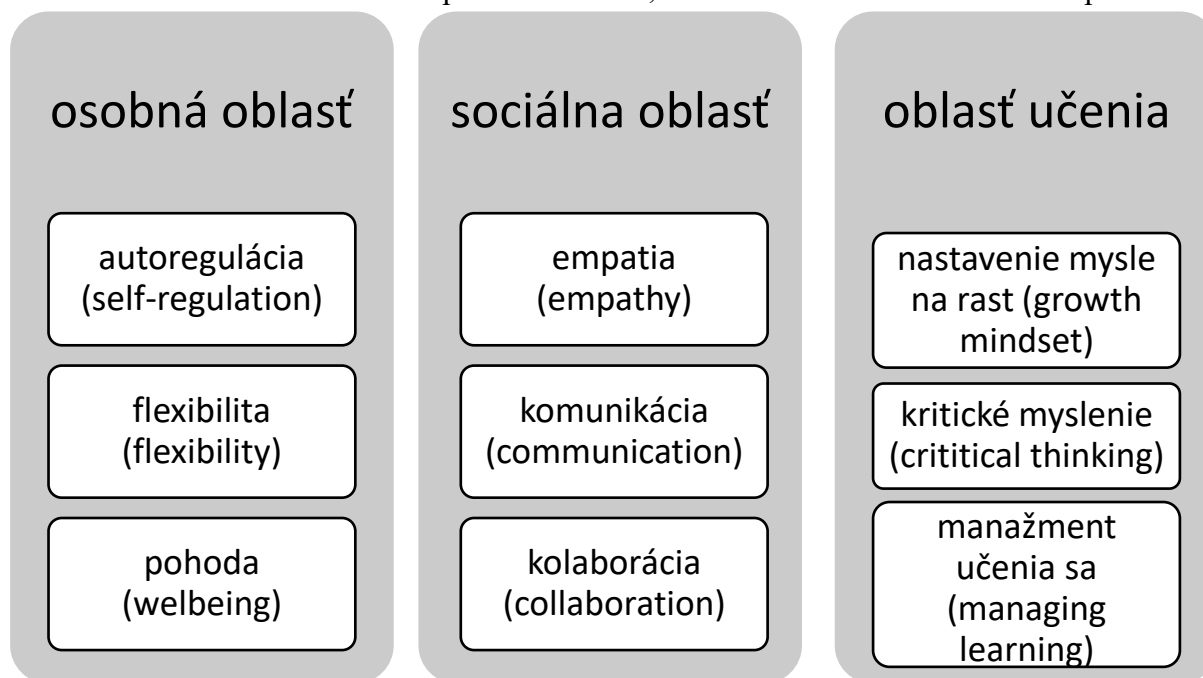 osobná oblasť
autoregulácia
(self-regulation)
flexibilita
(flexibility)
pohoda
(welbeing)
sociálna oblasť
empatia
(empathy)
komunikácia
(communication)
kolaborácia
(collaboration)
oblasť učenia
nastavenie mysle
na rast (growth
mindset)
kritické myslenie
(crititical thinking)
manažment
učenia sa
(managing
learning)